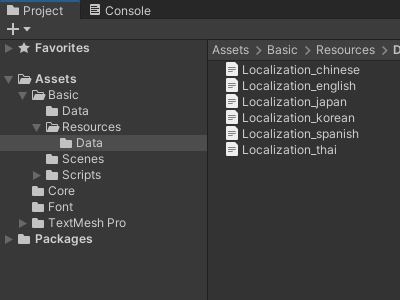 Project
Console
Favorites
Assets
Basic
Data
Resources
Data
Scenes
Scripts
Core
Font
TextMesh Pro
Packages
Assets > Basic > Resources > D
Localization_chinese
Localization_english
Localization_japan
Localization_korean
Localization_spanish
Localization_thai